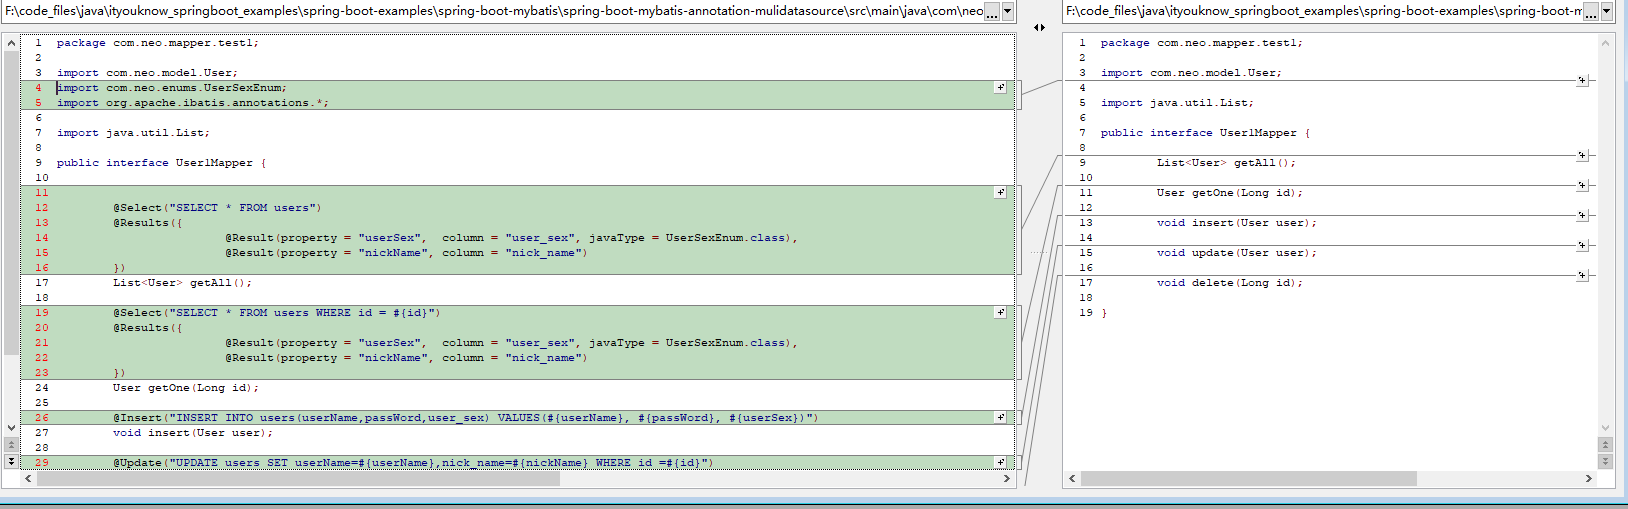 F:\code_files\java\ityouknow_springboot_examples\spring-boot-examples\spring-boot-mybatis\spring-boot-mybatis-annotation-mulidatasource\src\main\java\com\neo ...
1 package com.neo.mapper.test1;
2
3 import com.neo.model.User;
4 import com.neo.enums.UserSexEnum;
5 import org.apache.ibatis.annotations.*;
6
7 import java.util.List;
8
9 public interface User1Mapper {
10
11
12 @Select("SELECT * FROM users")
13 @Results({
14 @Result(property = "userSex",  column = "user_sex", javaType = UserSexEnum.class),
15 @Result(property = "nickName", column = "nick_name")
16 })
17 List<User> getAll();
18
19 @Select("SELECT * FROM users WHERE id = #{id}")
20 @Results({
21 @Result(property = "userSex",  column = "user_sex", javaType = UserSexEnum.class),
22 @Result(property = "nickName", column = "nick_name")
23 })
24 User getOne(Long id);
25
26 @Insert("INSERT INTO users(userName,passWord,user_sex) VALUES(#{userName}, #{passWord}, #{userSex})")
27 void insert(User user);
28
29 @Update("UPDATE users SET userName=#{userName},nick_name=#{nickName} WHERE id =#{id}")
F:\code_files\java\ityouknow_springboot_examples\spring-boot-examples\spring-boot-m ...
1 package com.neo.mapper.test1;
2
3 import com.neo.model.User;
4
5 import java.util.List;
6
7 public interface User1Mapper {
8
9 List<User> getAll();
10
11 User getOne(Long id);
12
13 void insert(User user);
14
15 void update(User user);
16
17 void delete(Long id);
18
19 }